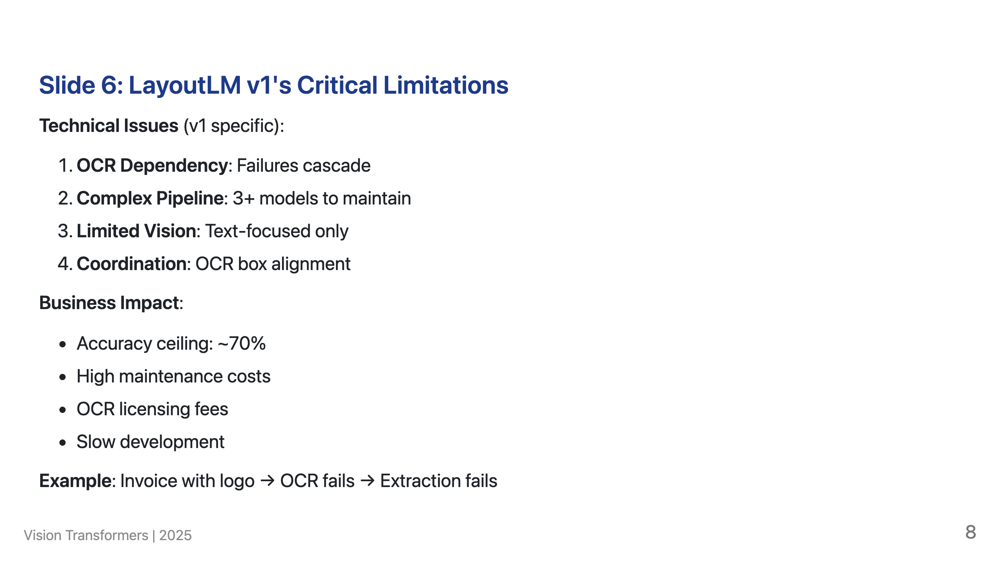 Slide 6: LayoutLM v1's Critical Limitations
Technical Issues (v1 specific):
1. OCR Dependency: Failures cascade
2. Complex Pipeline: 3+ models to maintain
3. Limited Vision: Text-focused only
4. Coordination: OCR box alignment
Business Impact:
• Accuracy ceiling: ~70%
• High maintenance costs
• OCR licensing fees
• Slow development
Example: Invoice with logo → OCR fails → Extraction fails
Vision Transformers | 2025
8